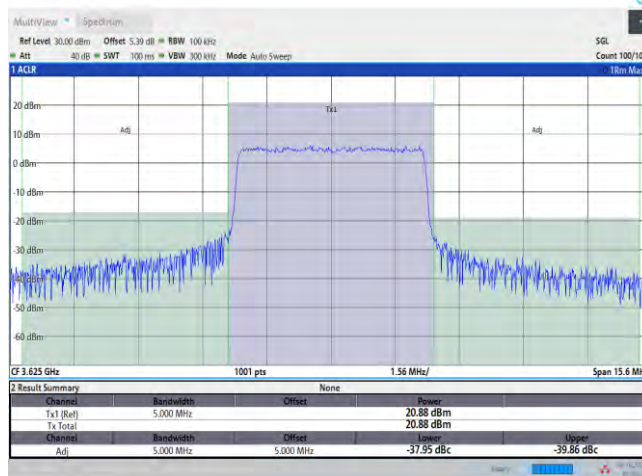 MultiView Spectrum
Ref Level 30.00 dBm Offset 5.39 dB RBW 100 kHz SGL
Att 40 dB SWT 100 ms VBW 300 kHz Mode Auto Sweep Count 100/10
1 ACLR 1Rm Ma
20 dBm
Tx1
Adj Adj
10 dBm
0 dBm
-10 dBm
-20 dBm
-30 dBm
-40 dBm
-50 dBm
-60 dBm
CF 3.625 GHz 1001 pts 1.56 MHz/ Span 15.6 M
2 Result Summary None
Channel Bandwidth Offset Power
Tx1 (Ref) 5.000 MHz 20.88 dBm
Tx Total 20.88 dBm
Channel Bandwidth Offset Lower Upper
Adj 5.000 MHz 5.000 MHz -37.95 dBc -39.86 dBc